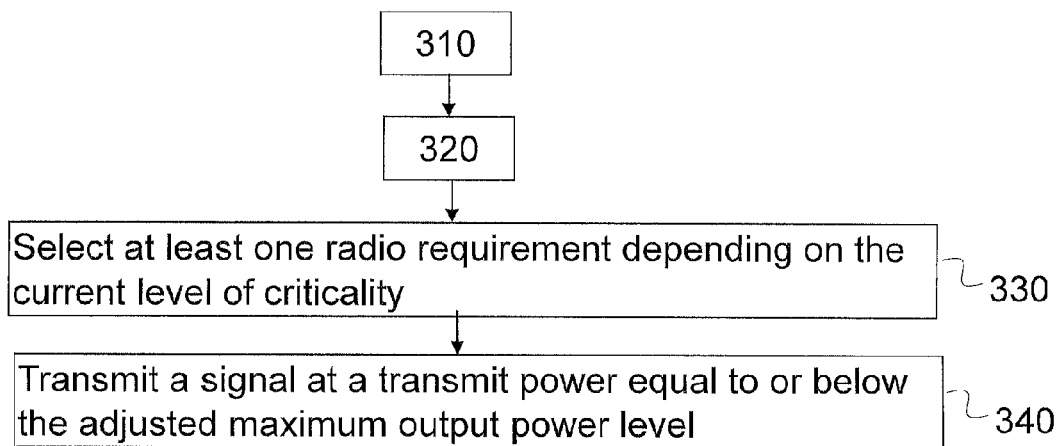 310
320
Select at least one radio requirement depending on the
current level of criticality
330
Transmit a signal at a transmit power equal to or below
the adjusted maximum output power level
340